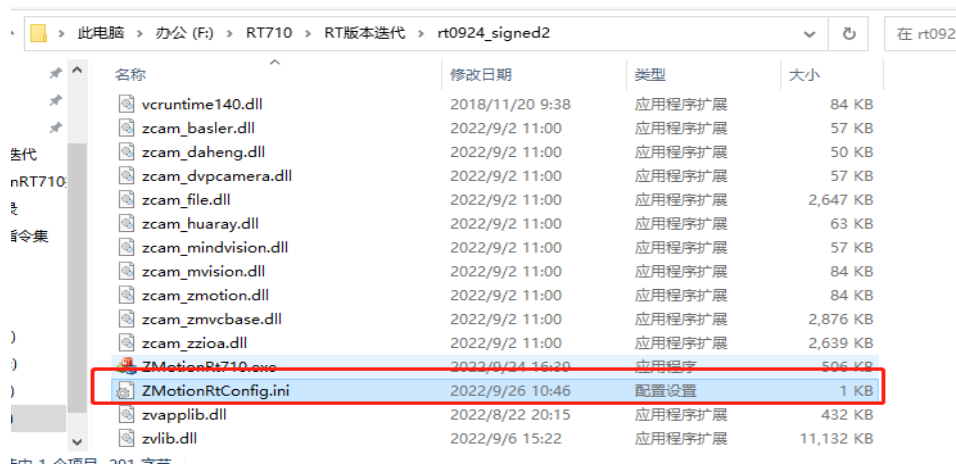 此电脑 > 办公 (F:) > RT710 > RT版本迭代 > rt0924_signed2
在 rt092
名称 修改日期 类型 大小
vcruntime140.dll 2018/11/20 9:38 应用程序扩展 84 KB
zcam_basler.dll 2022/9/2 11:00 应用程序扩展 57 KB
zcam_daheng.dll 2022/9/2 11:00 应用程序扩展 50 KB
zcam_dvpcamera.dll 2022/9/2 11:00 应用程序扩展 57 KB
zcam_file.dll 2022/9/2 11:00 应用程序扩展 2,647 KB
zcam_huaray.dll 2022/9/2 11:00 应用程序扩展 63 KB
zcam_mindvision.dll 2022/9/2 11:00 应用程序扩展 57 KB
zcam_mvision.dll 2022/9/2 11:00 应用程序扩展 84 KB
zcam_zmotion.dll 2022/9/2 11:00 应用程序扩展 84 KB
zcam_zmvcbase.dll 2022/9/2 11:00 应用程序扩展 2,876 KB
zcam_zzioa.dll 2022/9/2 11:00 应用程序扩展 2,639 KB
ZMotionRt710.exe 2022/9/24 16:39 应用程序 506 KB
ZMotionRtConfig.ini 2022/9/26 10:46 配置设置 1 KB
zvapplib.dll 2022/8/22 20:15 应用程序扩展 432 KB
zvlib.dll 2022/9/6 15:22 应用程序扩展 11,132 KB
迭代
nRT710
指令集